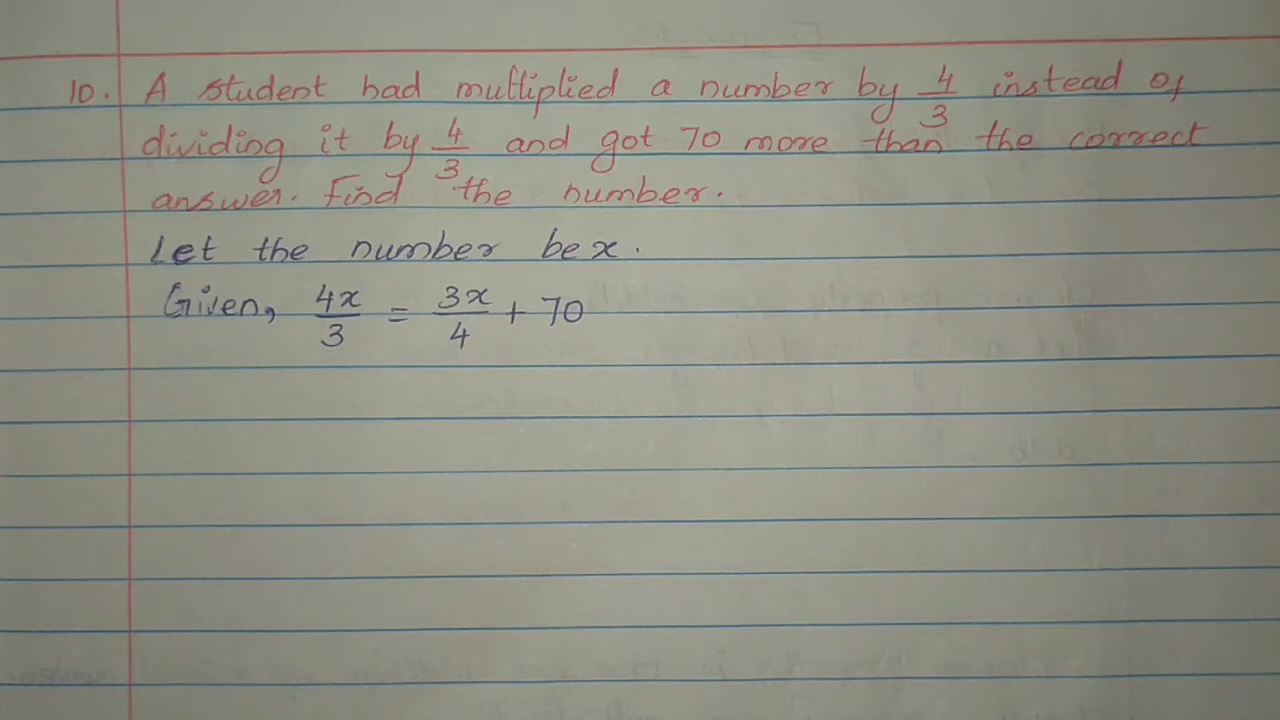 10. A student had multiplied a number by 4/3 instead of
dividing it by 4/3 and got 70 more than the correct
answer. Find the number.
Let the number be x.
Given, 4x/3 = 3x/4 + 70